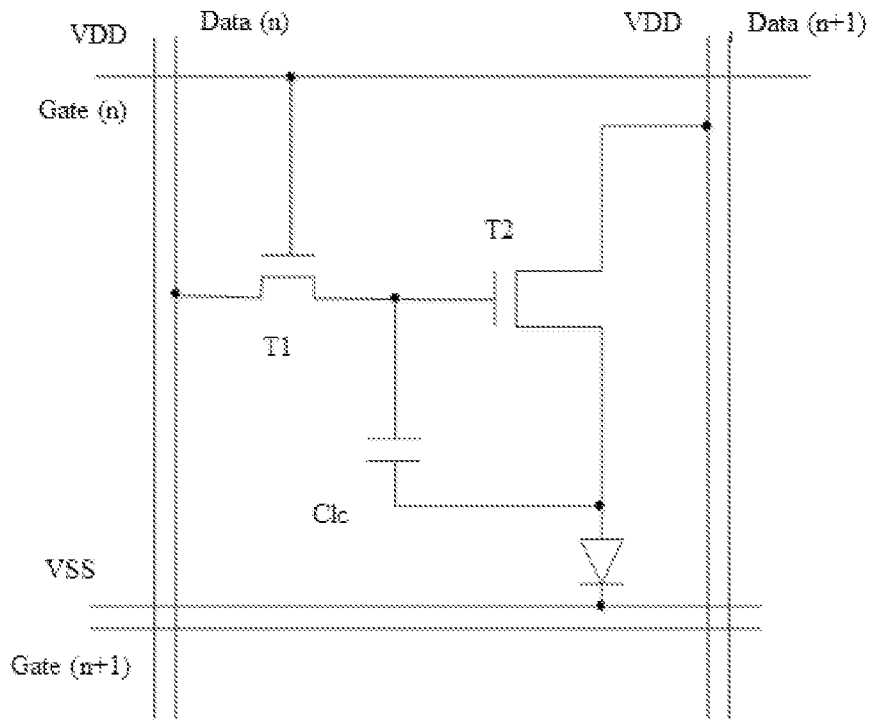 VDD
Data (n)
VDD
Data (n+1)
Gate (n)
T2
T1
Clc
VSS
Gate (n+1)